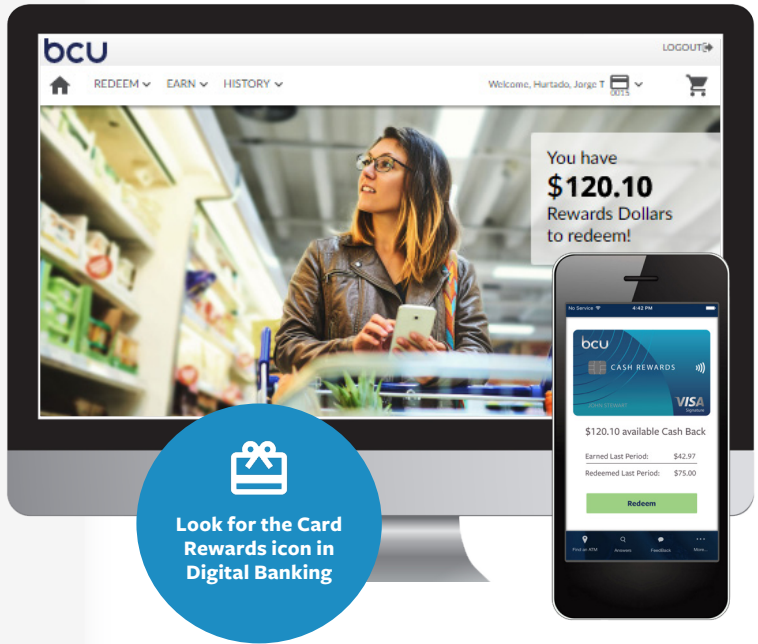 bcu
LOGOUT
REDEEM EARN HISTORY
Welcome, Hurtado, Jorge T
0015
You have
$120.10
Rewards Dollars
to redeem!
No Service 4:42 PM
bcu
CASH REWARDS
JOHN STEWART
VISA
Signature
$120.10 available Cash Back
Earned Last Period: $42.97
Redeemed Last Period: $75.00
Redeem
Find an ATM Answers Feedback More...
Look for the Card
Rewards icon in
Digital Banking